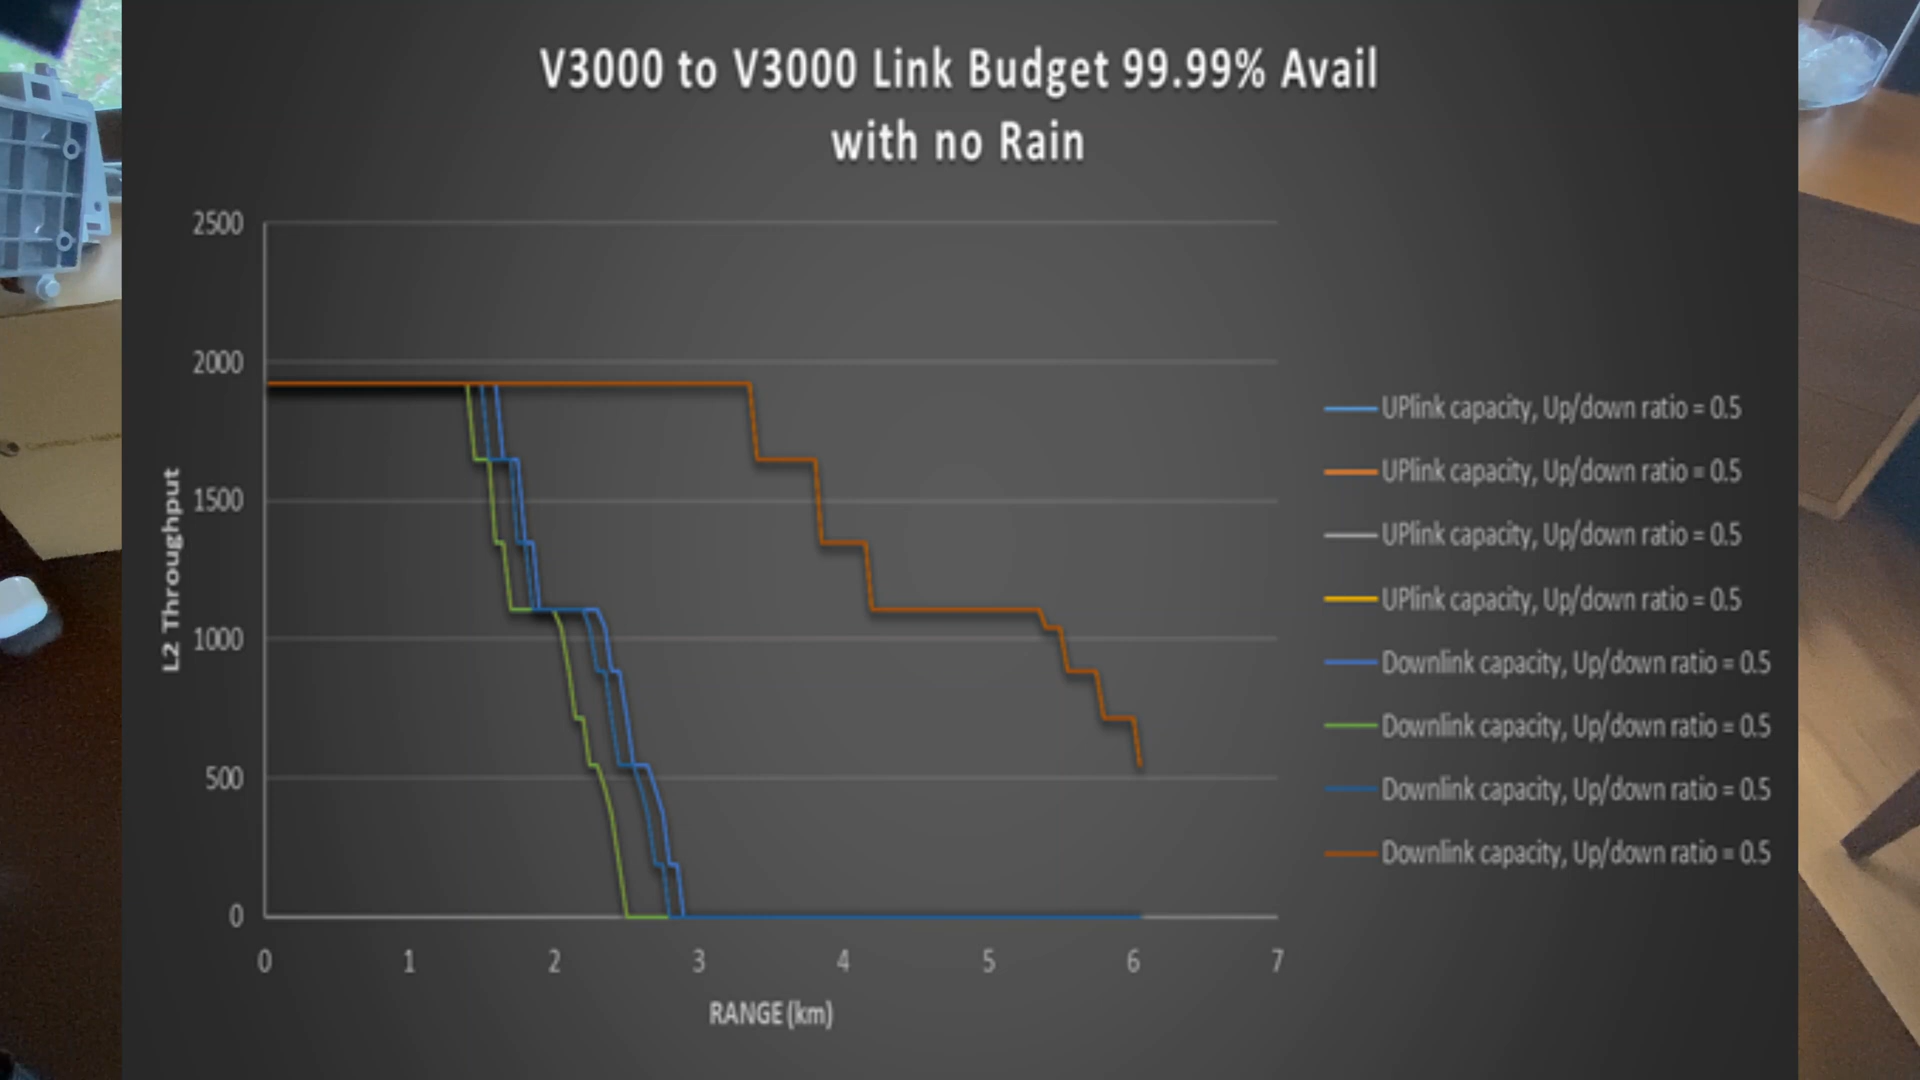 V3000 to V3000 Link Budget 99.99% Avail
with no Rain
2500
2000
1500
1000
500
0
L2 Throughput
0 1 2 3 4 5 6 7
RANGE (km)
UPlink capacity, Up/down ratio = 0.5
UPlink capacity, Up/down ratio = 0.5
UPlink capacity, Up/down ratio = 0.5
UPlink capacity, Up/down ratio = 0.5
Downlink capacity, Up/down ratio = 0.5
Downlink capacity, Up/down ratio = 0.5
Downlink capacity, Up/down ratio = 0.5
Downlink capacity, Up/down ratio = 0.5